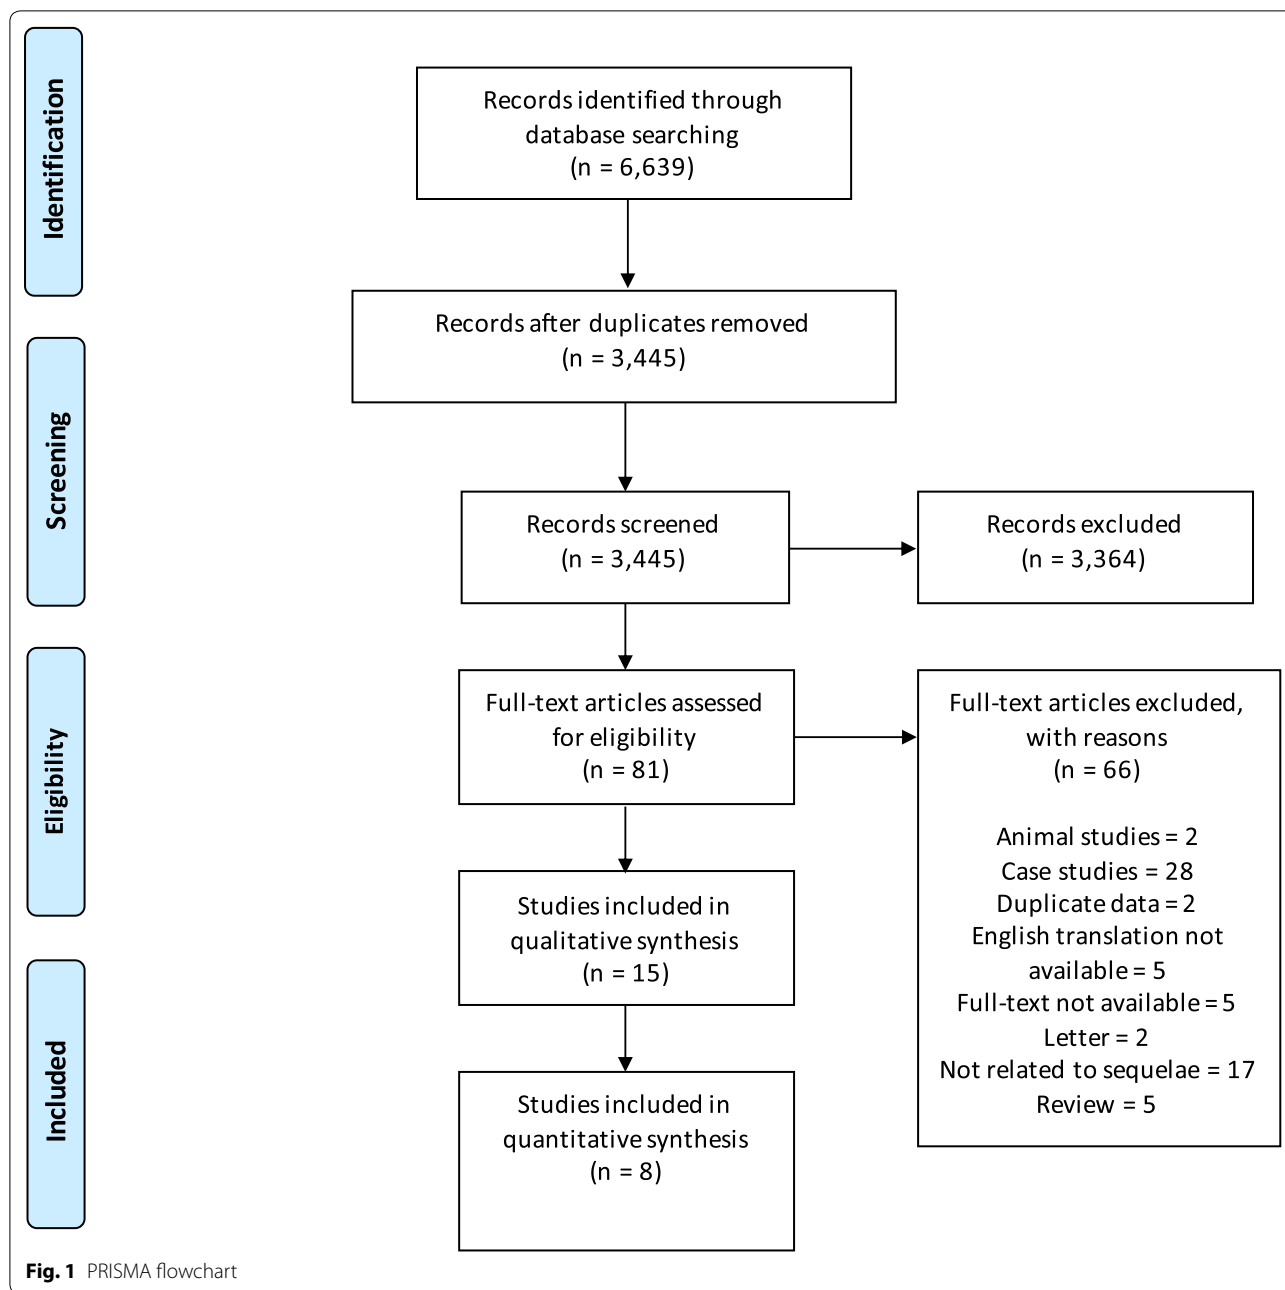 Identification
Records identified through
database searching
(n = 6,639)
Records after duplicates removed
(n = 3,445)
Screening
Records screened
(n = 3,445)
Records excluded
(n = 3,364)
Eligibility
Full-text articles assessed
for eligibility
(n = 81)
Full-text articles excluded,
with reasons
(n = 66)
Animal studies = 2
Case studies = 28
Duplicate data = 2
English translation not
available = 5
Full-text not available = 5
Letter = 2
Not related to sequelae = 17
Review = 5
Studies included in
qualitative synthesis
(n = 15)
Included
Studies included in
quantitative synthesis
(n = 8)
Fig. 1 PRISMA flowchart